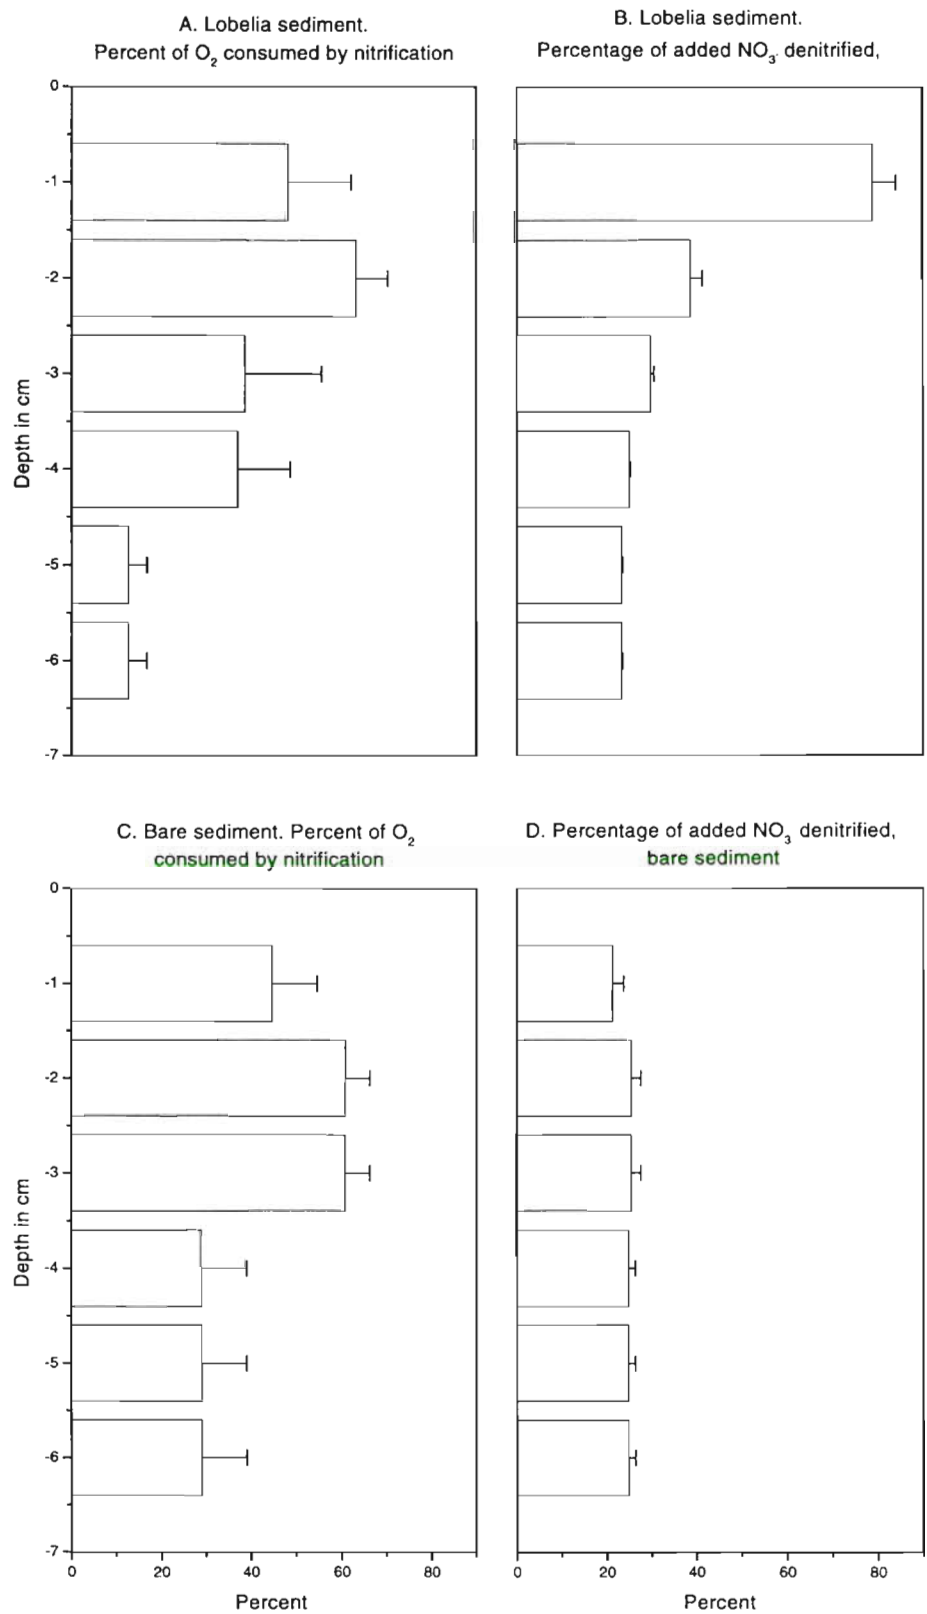 A. Lobelia sediment.
Percent of O₂ consumed by nitrification
B. Lobelia sediment.
Percentage of added NO₃. denitrified,
0
-1
-2
-3
-4
-5
-6
-7
Depth in cm
C. Bare sediment. Percent of O₂
consumed by nitrification
D. Percentage of added NO₃ denitrified,
bare sediment
0
-1
-2
-3
-4
-5
-6
-7
Depth in cm
0 20 40 60 80
Percent
0 20 40 60 80
Percent